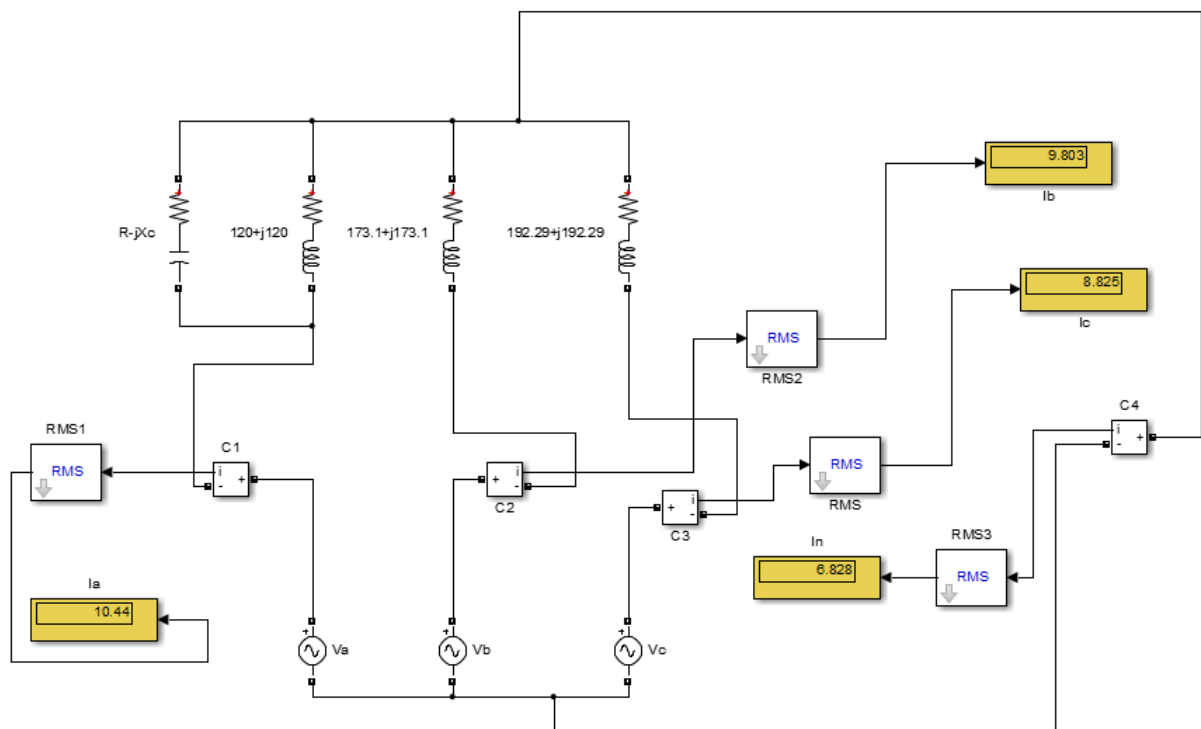 9.803
Ib
R-jXc
120+j120
173.1+j173.1
192.29+j192.29
8.825
Ic
RMS
RMS2
C4
i
-
+
RMS1
RMS
C1
i
-
+
+
i
-
C2
RMS
RMS
+
i
-
C3
RMS3
RMS
In
6.828
Ia
10.44
+
Va
+
Vb
+
Vc